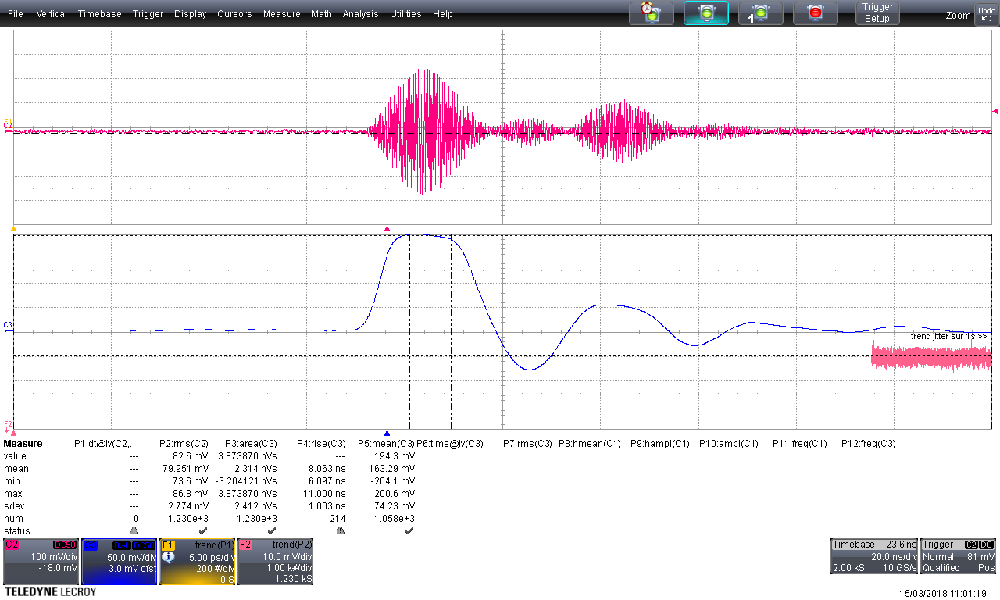 File Vertical Timebase Trigger Display Cursors Measure Math Analysis Utilities Help
1
Trigger
Setup
Zoom
Undo
F1
C2
C3
trend jitter sur 1s >>
F2
Measure P1:dt@lv(C2,... P2:rms(C2) P3:area(C3) P4:rise(C3) P5:mean(C3) P6:time@lv(C3) P7:rms(C3) P8:hmean(C1) P9:hampl(C1) P10:ampl(C1) P11:freq(C1) P12:freq(C3)
value --- 82.6 mV 3.873870 nVs --- 194.3 mV
mean --- 79.951 mV 2.314 nVs 8.063 ns 163.29 mV
min --- 73.6 mV -3.204121 nVs 6.097 ns -204.1 mV
max --- 86.8 mV 3.873870 nVs 11.000 ns 200.6 mV
sdev --- 2.774 mV 2.412 nVs 1.003 ns 74.23 mV
num 0 1.230e+3 1.230e+3 214 1.058e+3
status
C2 DC50
100 mV/div
-18.0 mV
50.0 mV/div
3.0 mV ofst
F1 trend(P1)
5.00 ps/div
200 #/div
0 S
F2 trend(P2)
10.0 mV/div
1.00 k#/div
1.230 kS
Timebase -23.6 ns
20.0 ns/div
2.00 kS 10 GS/s
Trigger C2 DC
Normal 81 mV
Qualified Pos
TELEDYNE LECROY
15/03/2018 11:01:19